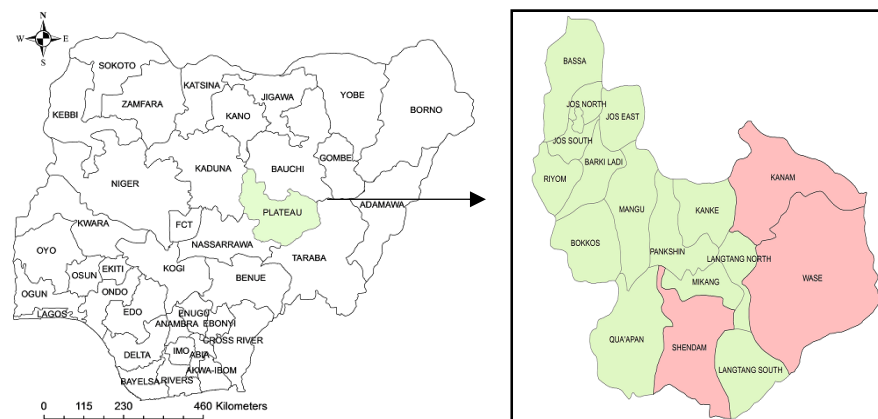 N
W E
S
SOKOTO
KATSINA
JIGAWA
YOBE
BORNO
ZAMFARA
KANO
KEBBI
BAUCHI
GOMBE
KADUNA
NIGER
PLATEAU
ADAMAWA
FCT
KWARA
NASSARRAWA
TARABA
OYO
KOGI
OSUN
EKITI
BENUE
OGUN
ONDO
LAGOS
EDO
ENUGU
ANAMBRA
EBONYI
CROSS RIVER
DELTA
IMO
ABIA
AKWA-IBOM
BAYELSA
RIVERS
0 115 230 460 Kilometers
BASSA
JOS NORTH
JOS EAST
JOS SOUTH
BARKI LADI
RIYOM
KANAM
MANGU
KANKE
BOKKOS
PANKSHIN
LANGTANG NORTH
WASE
MIKANG
QUA'APAN
SHENDAM
LANGTANG SOUTH